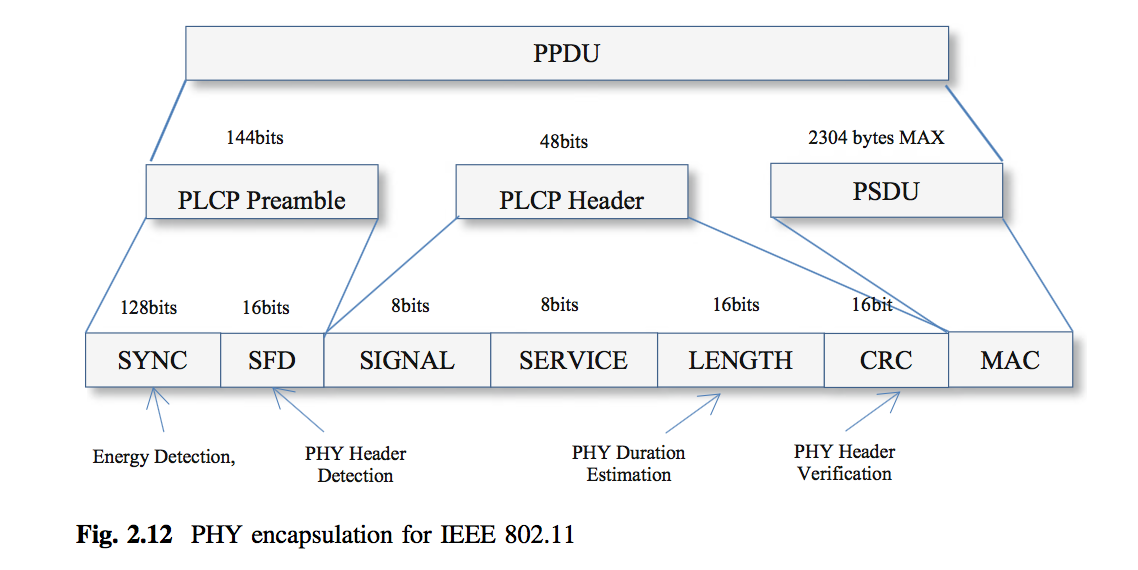 PPDU
144bits
48bits
2304 bytes MAX
PLCP Preamble
PLCP Header
PSDU
128bits
16bits
8bits
8bits
16bits
16bit
SYNC
SFD
SIGNAL
SERVICE
LENGTH
CRC
MAC
Energy Detection,
PHY Header
Detection
PHY Duration
Estimation
PHY Header
Verification
Fig. 2.12 PHY encapsulation for IEEE 802.11